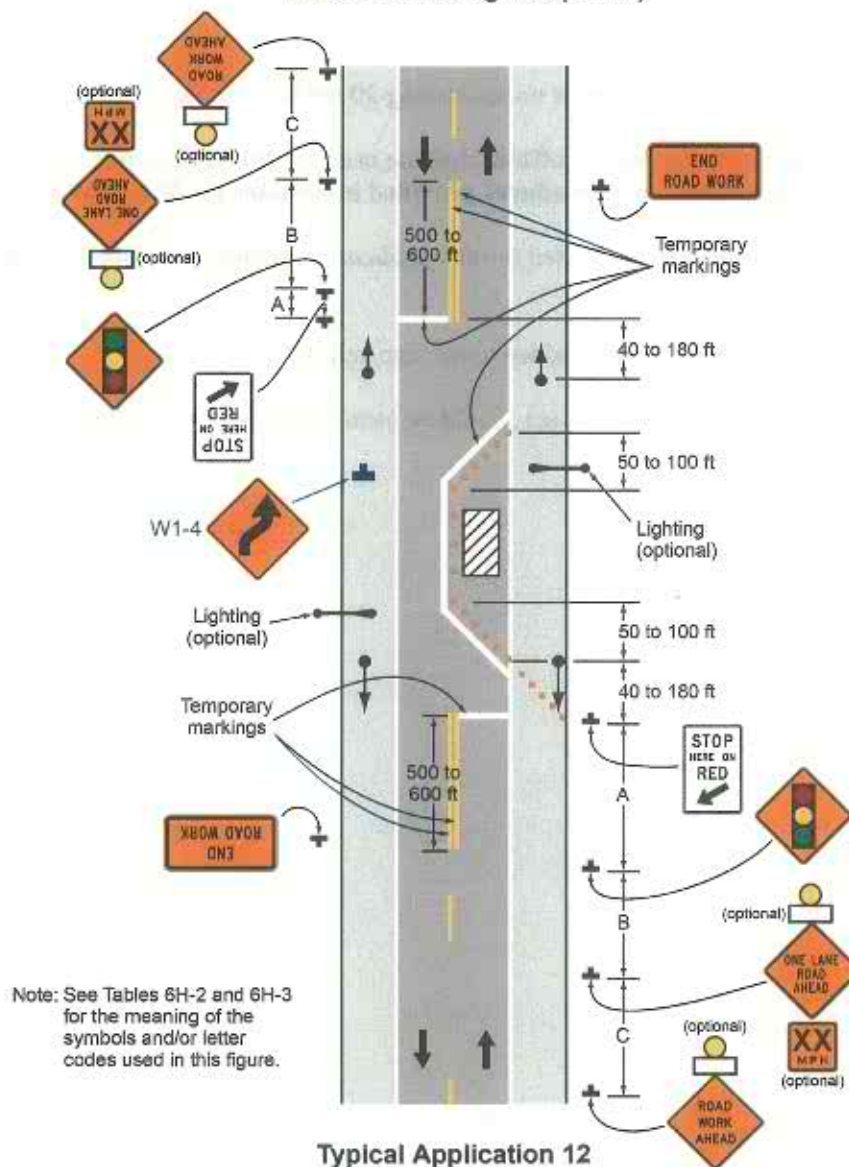 ROAD
WORK
AHEAD
(optional)
XX
MPH
(optional)
C
ONE LANE
ROAD
AHEAD
(optional)
B
500 to
600 ft
END
ROAD WORK
Temporary
markings
A
40 to 180 ft
STOP
HERE ON
RED
50 to 100 ft
W1-4
Lighting
(optional)
Lighting
(optional)
50 to 100 ft
40 to 180 ft
Temporary
markings
500 to
600 ft
STOP
HERE ON
RED
A
END
ROAD WORK
B
(optional)
ONE LANE
ROAD
AHEAD
XX
MPH
(optional)
C
(optional)
ROAD
WORK
AHEAD
Note: See Tables 6H-2 and 6H-3
for the meaning of the
symbols and/or letter
codes used in this figure.
Typical Application 12